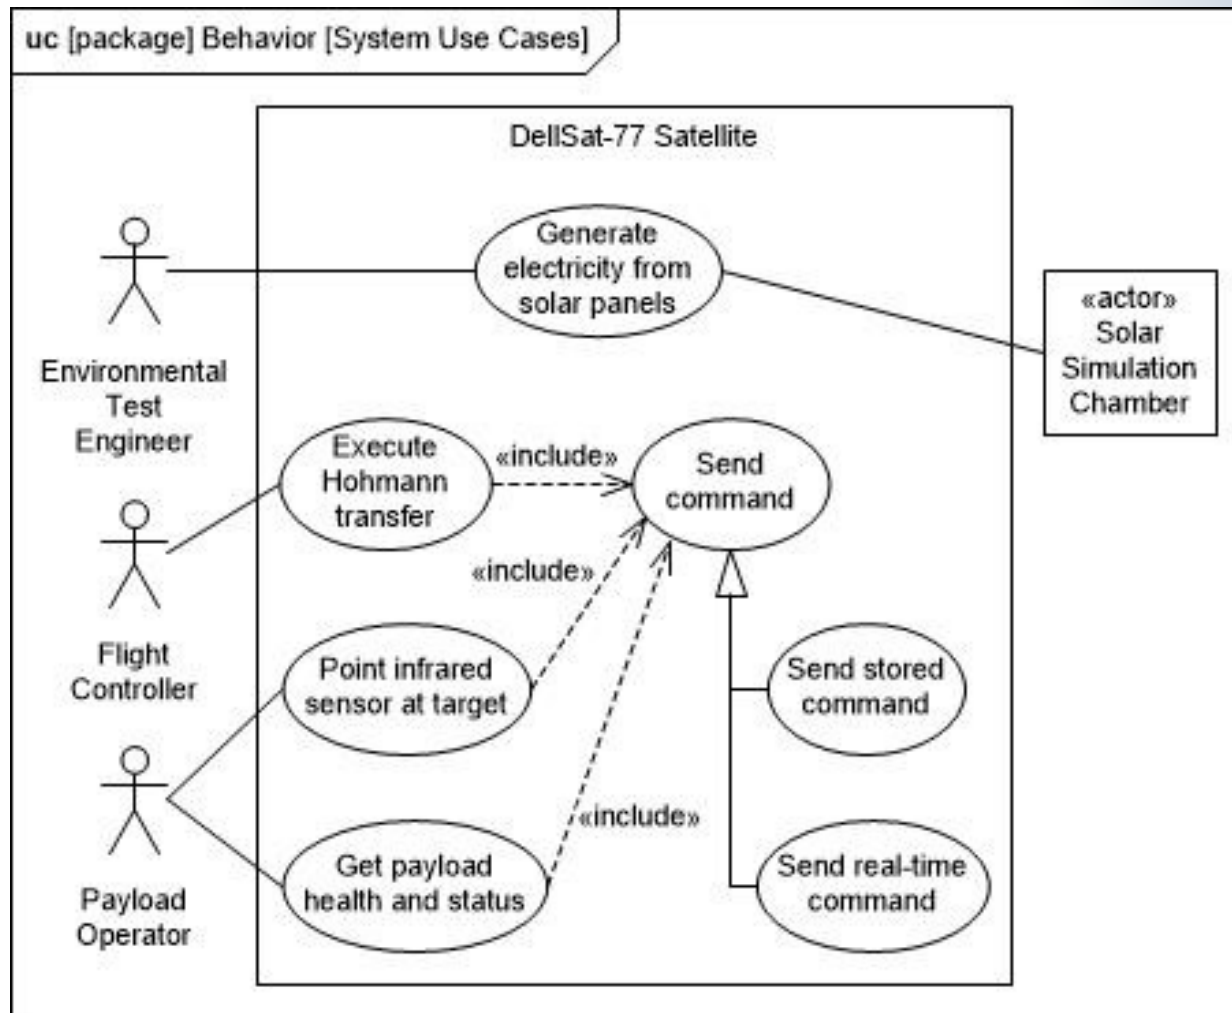 uc [package] Behavior [System Use Cases]
DellSat-77 Satellite
Generate
electricity from
solar panels
«actor»
Solar
Simulation
Chamber
Environmental
Test
Engineer
Execute
Hohmann
transfer
«include»
Send
command
«include»
Flight
Controller
Point infrared
sensor at target
Send stored
command
«include»
Get payload
health and status
Send real-time
command
Payload
Operator